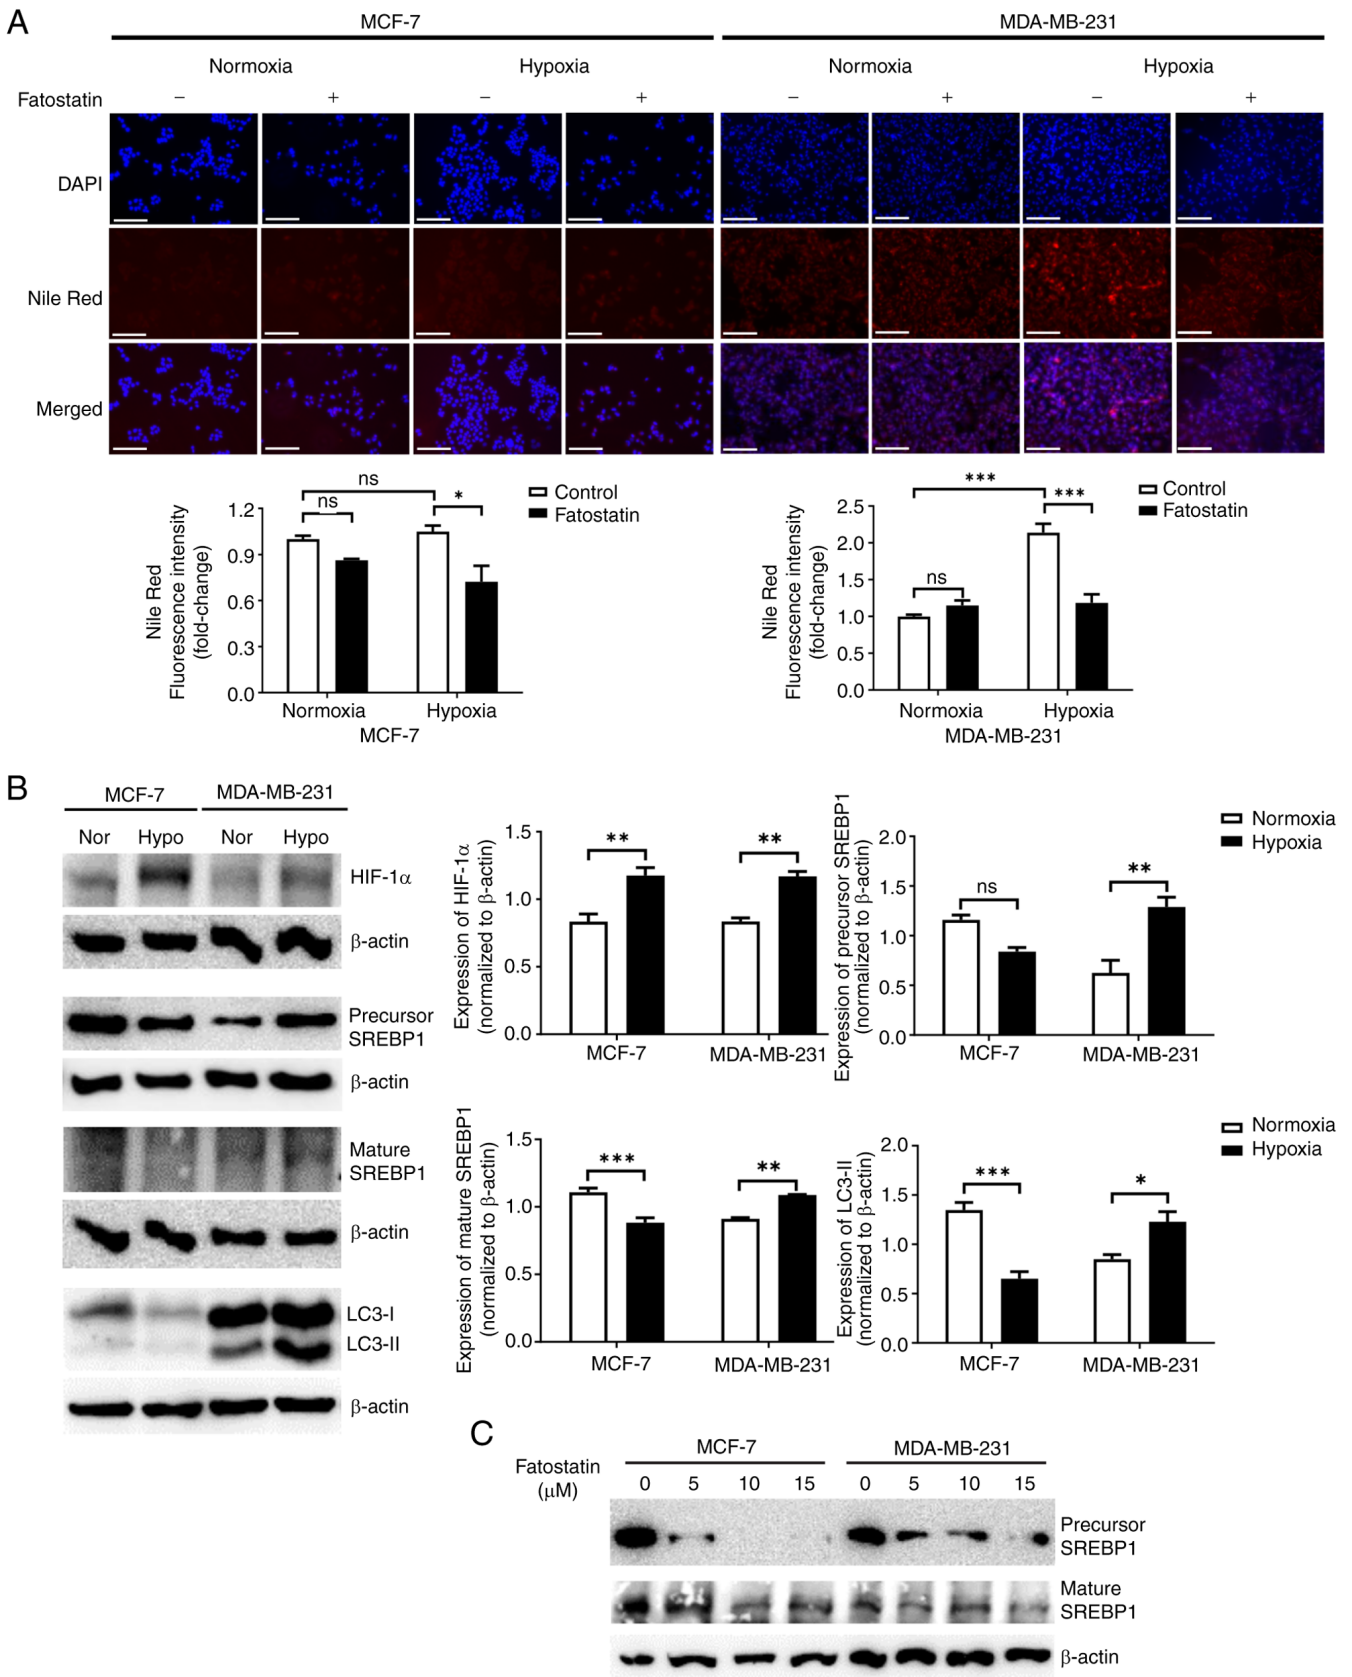 A
MCF-7
MDA-MB-231
Normoxia
Hypoxia
Normoxia
Hypoxia
Fatostatin
− + − + − + − +
DAPI
Nile Red
Merged
Nile Red
Fluorescence intensity
(fold-change)
1.2
0.9
0.6
0.3
0.0
ns
ns
*
Control
Fatostatin
Normoxia
Hypoxia
MCF-7
Nile Red
Fluorescence intensity
(fold-change)
2.5
2.0
1.5
1.0
0.5
0.0
ns
***
***
Control
Fatostatin
Normoxia
Hypoxia
MDA-MB-231
B
MCF-7
MDA-MB-231
Nor
Hypo
Nor
Hypo
HIF-1α
β-actin
Precursor
SREBP1
β-actin
Mature
SREBP1
β-actin
LC3-I
LC3-II
β-actin
Expression of HIF-1α
(normalized to β-actin)
1.5
1.0
0.5
0.0
**
**
MCF-7
MDA-MB-231
Expression of precursor SREBP1
(normalized to β-actin)
2.0
1.5
1.0
0.5
0.0
ns
**
MCF-7
MDA-MB-231
Normoxia
Hypoxia
Expression of mature SREBP1
(normalized to β-actin)
1.5
1.0
0.5
0.0
***
**
MCF-7
MDA-MB-231
Expression of LC3-II
(normalized to β-actin)
2.0
1.5
1.0
0.5
0.0
***
*
MCF-7
MDA-MB-231
Normoxia
Hypoxia
C
MCF-7
MDA-MB-231
Fatostatin
(μM)
0 5 10 15 0 5 10 15
Precursor
SREBP1
Mature
SREBP1
β-actin